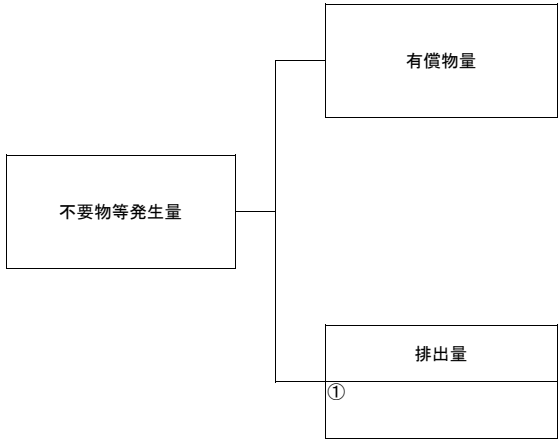 有償物量
不要物等発生量
排出量
①